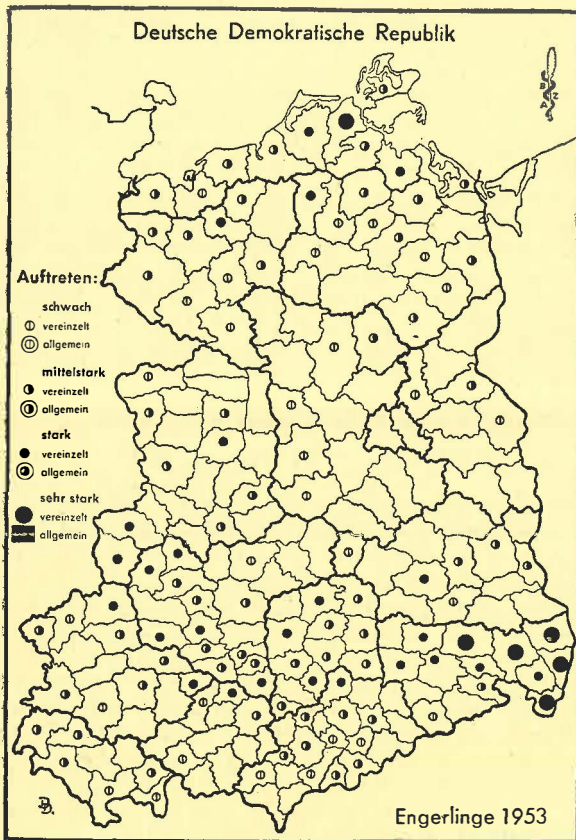 Deutsche Demokratische Republik
B Z A
Auftreten:
schwach
vereinzelt
allgemein
mittelstark
vereinzelt
allgemein
stark
vereinzelt
allgemein
sehr stark
vereinzelt
allgemein
Engerlinge 1953